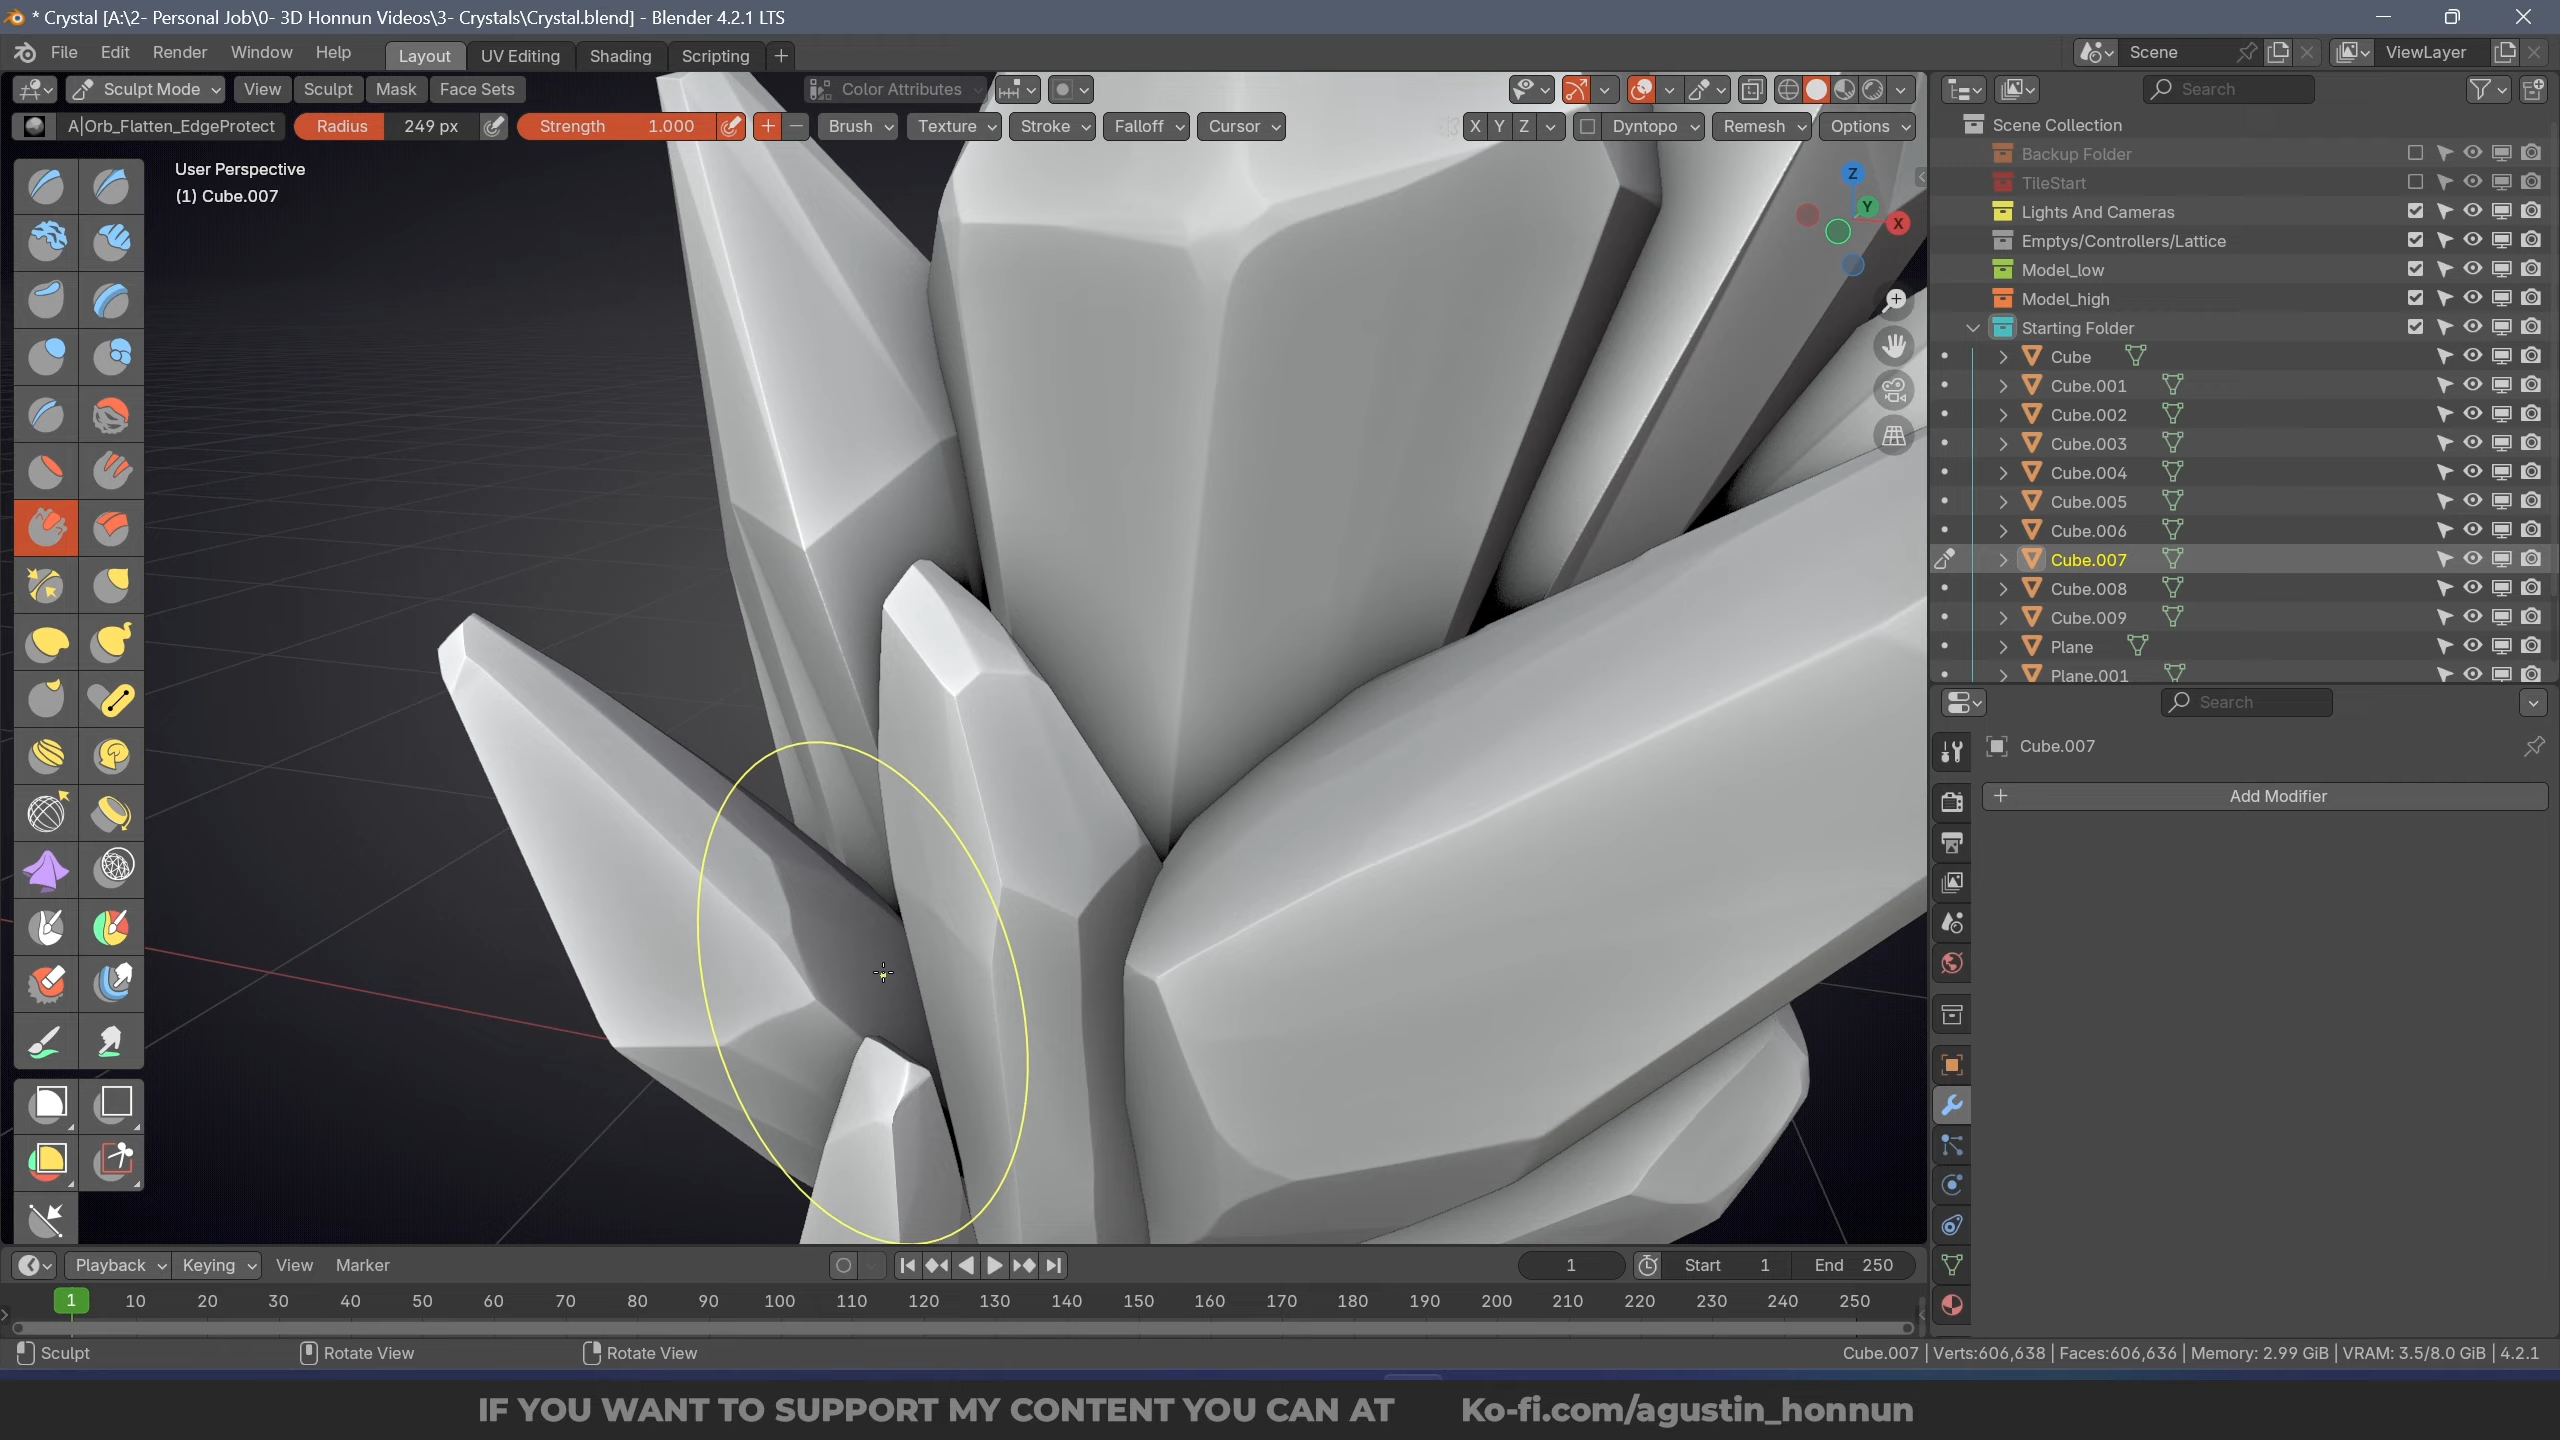 * Crystal [A:\2- Personal Job\0- 3D Honnun Videos\3- Crystals\Crystal.blend] - Blender 4.2.1 LTS
File Edit Render Window Help Layout UV Editing Shading Scripting + Scene ViewLayer
Sculpt Mode View Sculpt Mask Face Sets Color Attributes Search
A|Orb_Flatten_EdgeProtect Radius 249 px Strength 1.000 + − Brush Texture Stroke Falloff Cursor X Y Z Dyntopo Remesh Options
Scene Collection
Backup Folder
TileStart
Lights And Cameras
Emptys/Controllers/Lattice
Model_low
Model_high
Starting Folder
Cube
Cube.001
Cube.002
Cube.003
Cube.004
Cube.005
Cube.006
Cube.007
Cube.008
Cube.009
Plane
Plane.001
User Perspective
(1) Cube.007
Z
Y
X
Search
Cube.007
+ Add Modifier
Playback Keying View Marker 1 Start 1 End 250
1 10 20 30 40 50 60 70 80 90 100 110 120 130 140 150 160 170 180 190 200 210 220 230 240 250
Sculpt Rotate View Rotate View Cube.007 | Verts:606,638 | Faces:606,636 | Memory: 2.99 GiB | VRAM: 3.5/8.0 GiB | 4.2.1
IF YOU WANT TO SUPPORT MY CONTENT YOU CAN AT Ko-fi.com/agustin_honnun